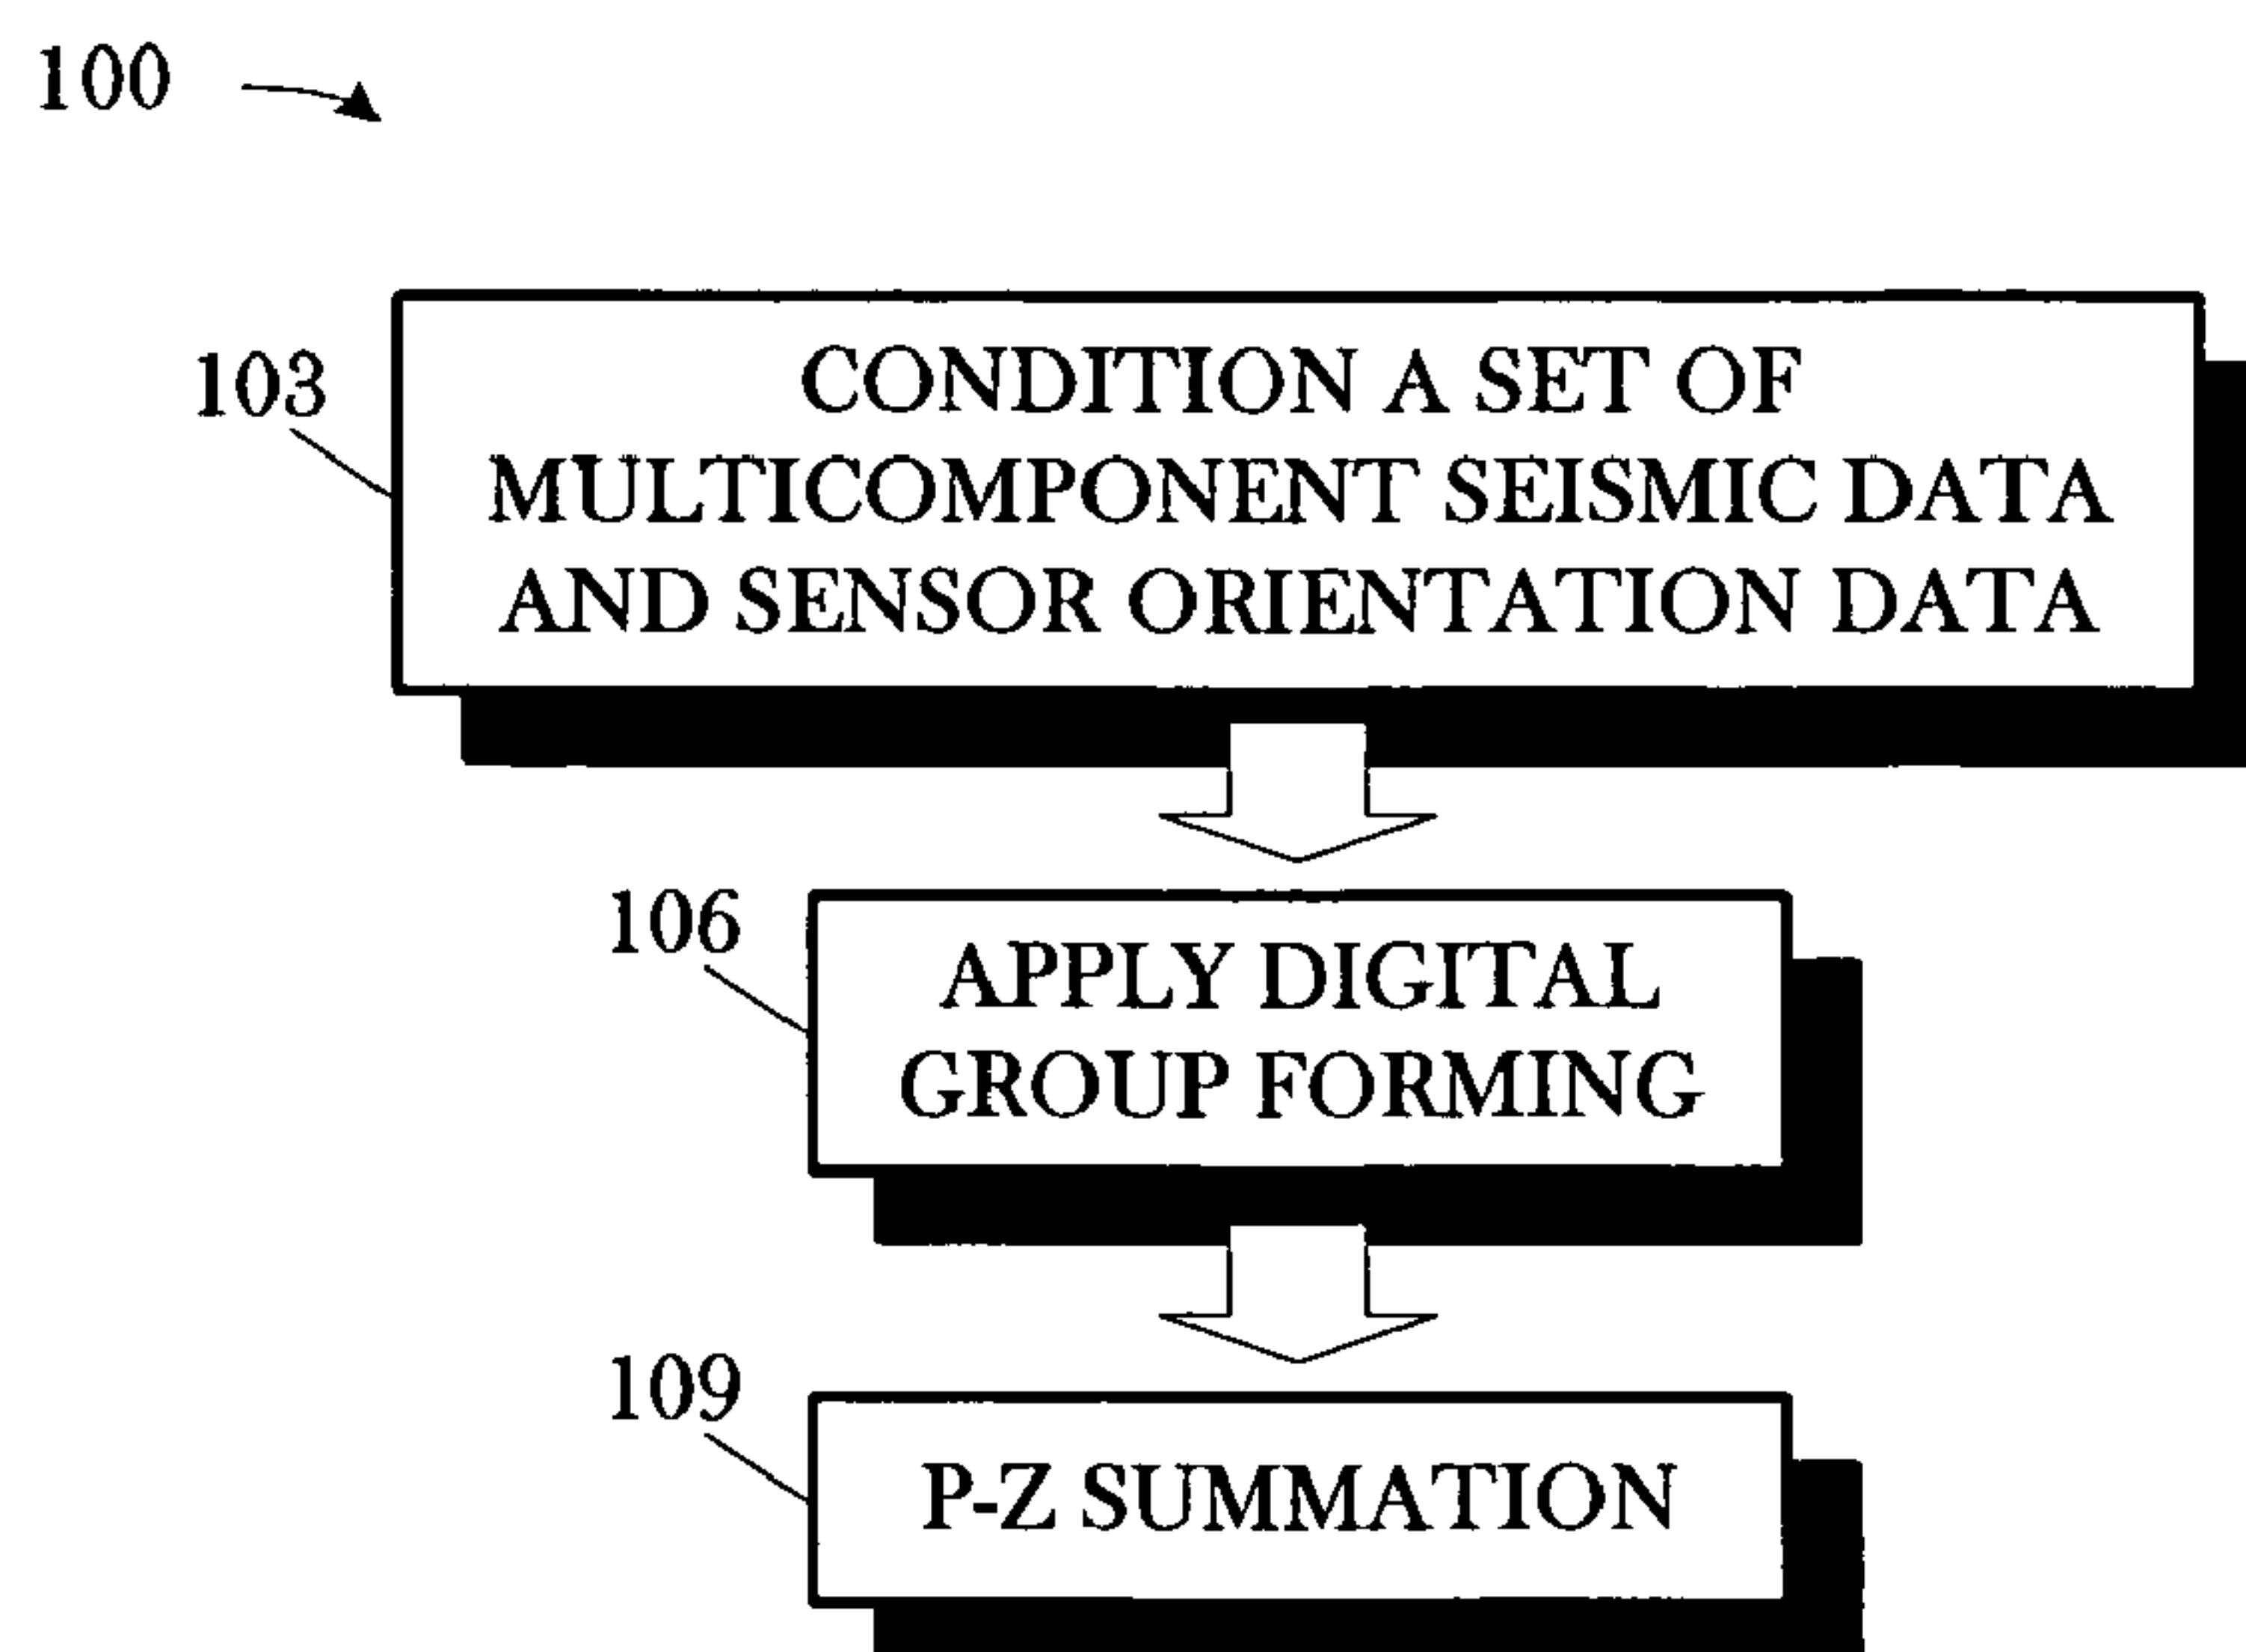 100
103
CONDITION A SET OF
MULTICOMPONENT SEISMIC DATA
AND SENSOR ORIENTATION DATA
106
APPLY DIGITAL
GROUP FORMING
109
P-Z SUMMATION